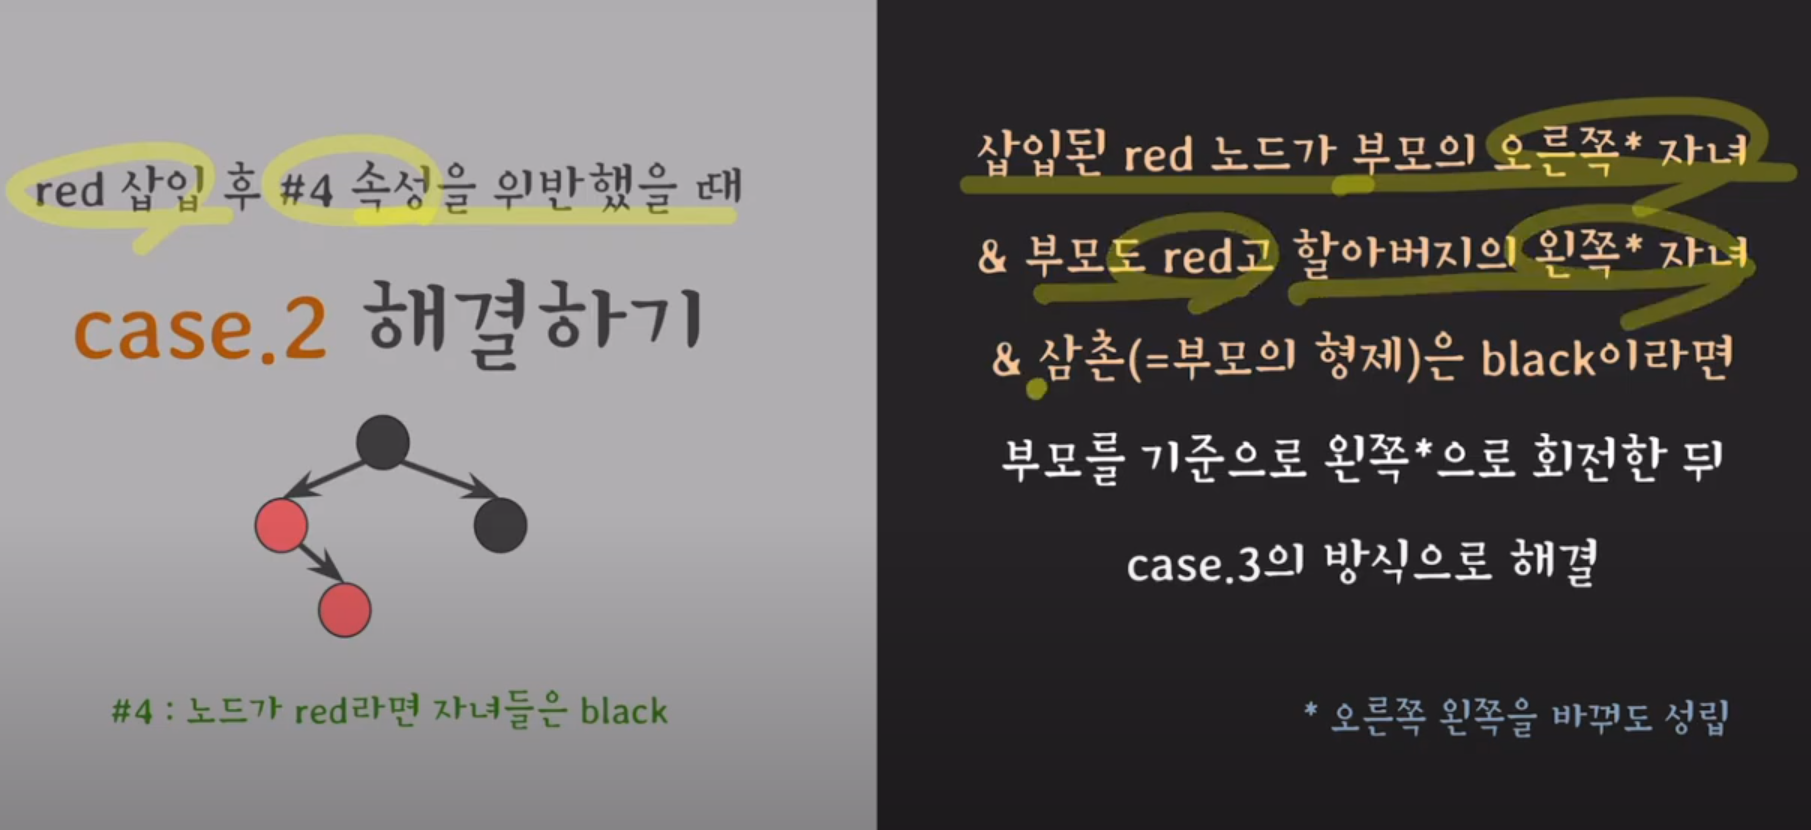 red 삽입 후 #4 속성을 위반했을 때
case.2 해결하기
#4 : 노드가 red라면 자녀들은 black
삽입된 red 노드가 부모의 오른쪽* 자녀
& 부모도 red고 할아버지의 왼쪽* 자녀
& 삼촌(=부모의 형제)은 black이라면
부모를 기준으로 왼쪽*으로 회전한 뒤
case.3의 방식으로 해결
* 오른쪽 왼쪽을 바꿔도 성립